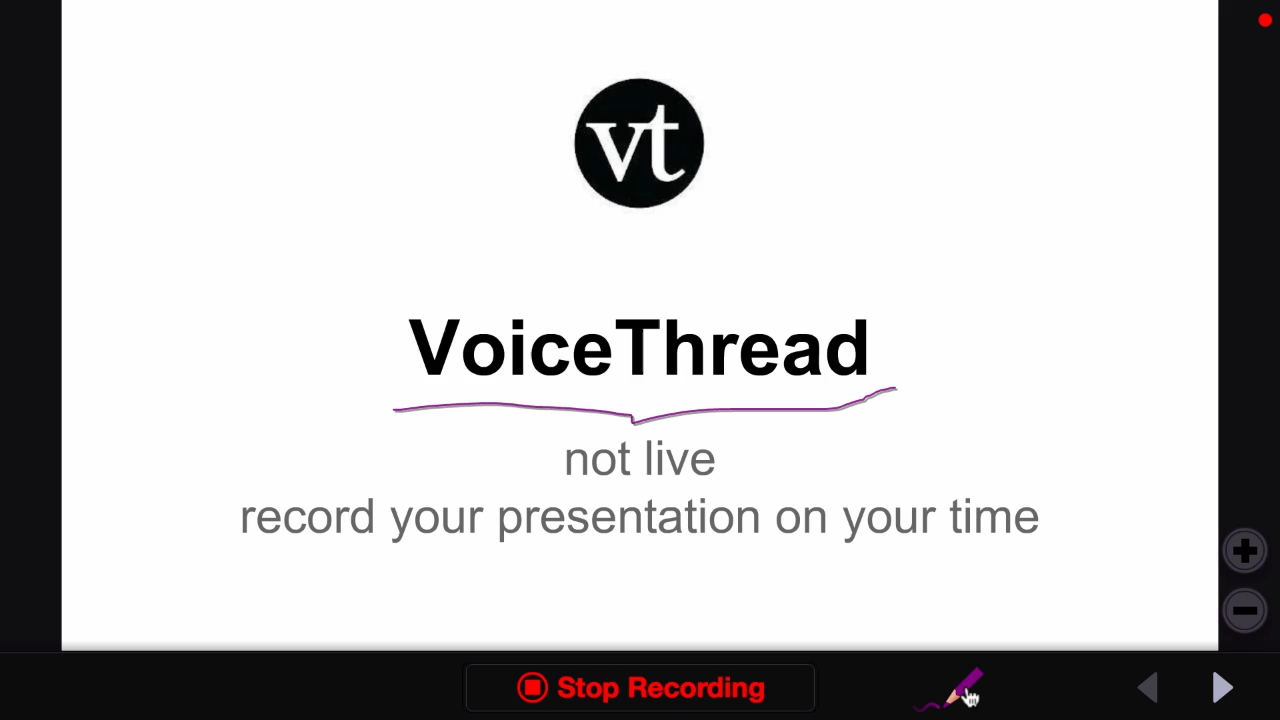 vt
VoiceThread
not live
record your presentation on your time
Stop Recording